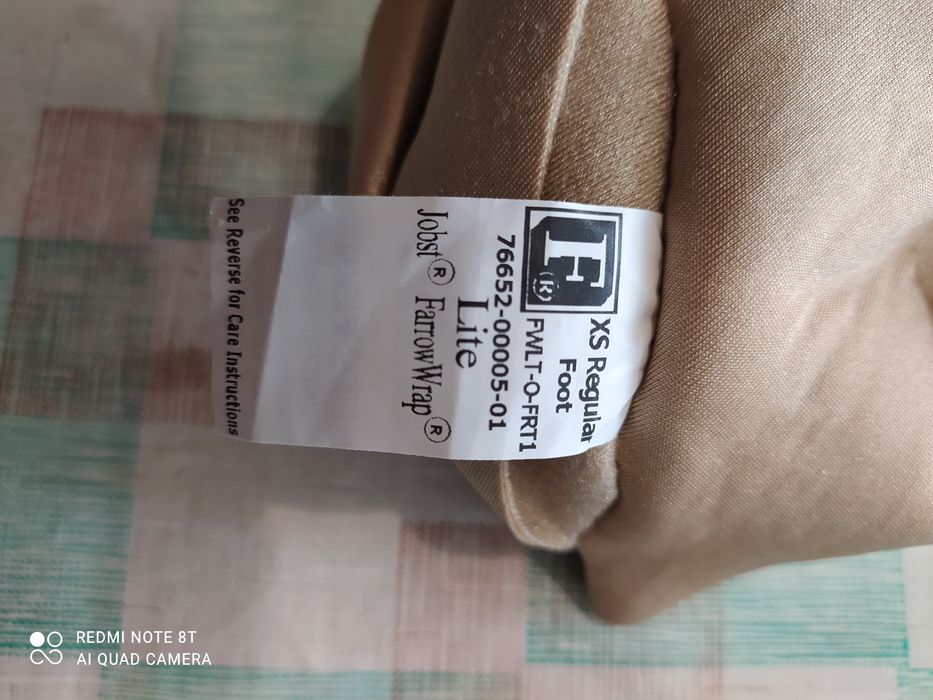 F(R)
XS Regular
Foot
FWLT-O-FRT1
76652-00005-01
Lite
Jobst® FarrowWrap®
See Reverse for Care Instructions
REDMI NOTE 8T
AI QUAD CAMERA